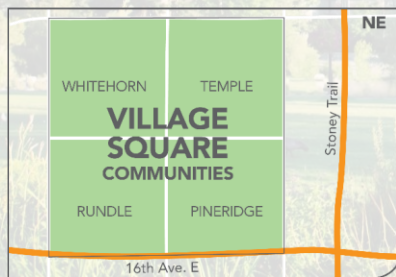 NE
WHITEHORN
TEMPLE
VILLAGE
SQUARE
COMMUNITIES
RUNDLE
PINERIDGE
Stoney Trail
16th Ave. E